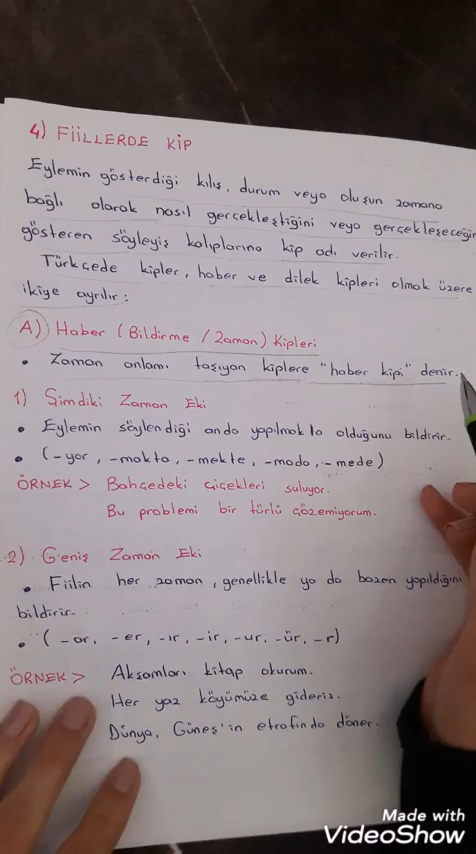 4) FİİLLERDE KİP
Eylemin gösterdiği kılış, durum veya oluşun zamana
bağlı olarak nasıl gerçekleştiğini veya gerçekleşeceğin
gösteren söyleyiş kalıplarına kip adı verilir.
Türkçede kipler, haber ve dilek kipleri olmak üzere
ikiye ayrılır:
A) Haber (Bildirme / Zaman) Kipleri
• Zaman anlamı taşıyan kiplere "haber kipi" denir.
1) Şimdiki Zaman Eki
• Eylemin söylendiği anda yapılmakta olduğunu bildirir.
• (-yor, -makta, -mekte, -mada, -mede)
ÖRNEK > Bahçedeki çiçekleri suluyor.
Bu problemi bir türlü çözemiyorum.
2) Geniş Zaman Eki
• Fiilin her zaman, genellikle ya da bazen yapıldığını
bildirir.
• (-ar, -er, -ır, -ir, -ur, -ür, -r)
ÖRNEK > Akşamları kitap okurum.
Her yaz köyümüze gideriz.
Dünya, Güneş'in etrafında döner.
Made with
VideoShow